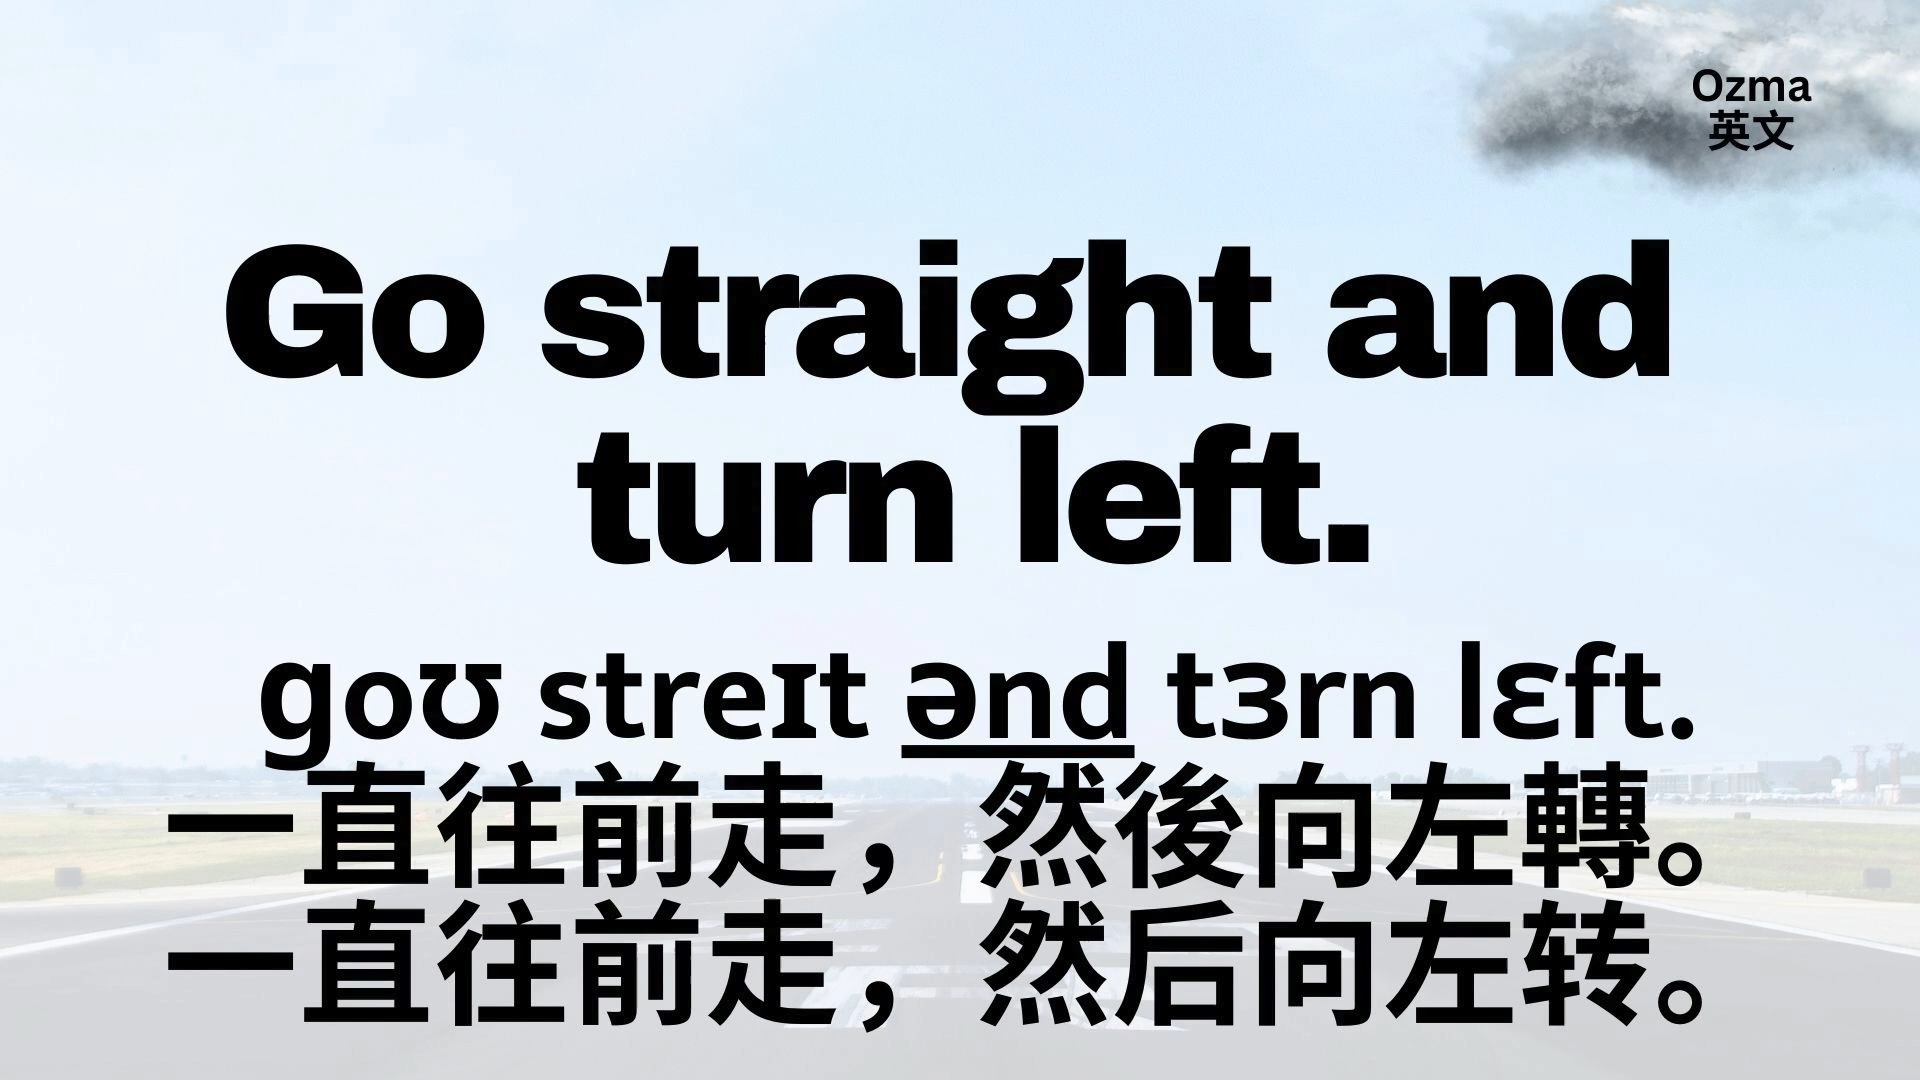 Ozma
英文
Go straight and
turn left.
goʊ streɪt ənd tɜrn lɛft.
一直往前走，然後向左轉。
一直往前走，然后向左转。